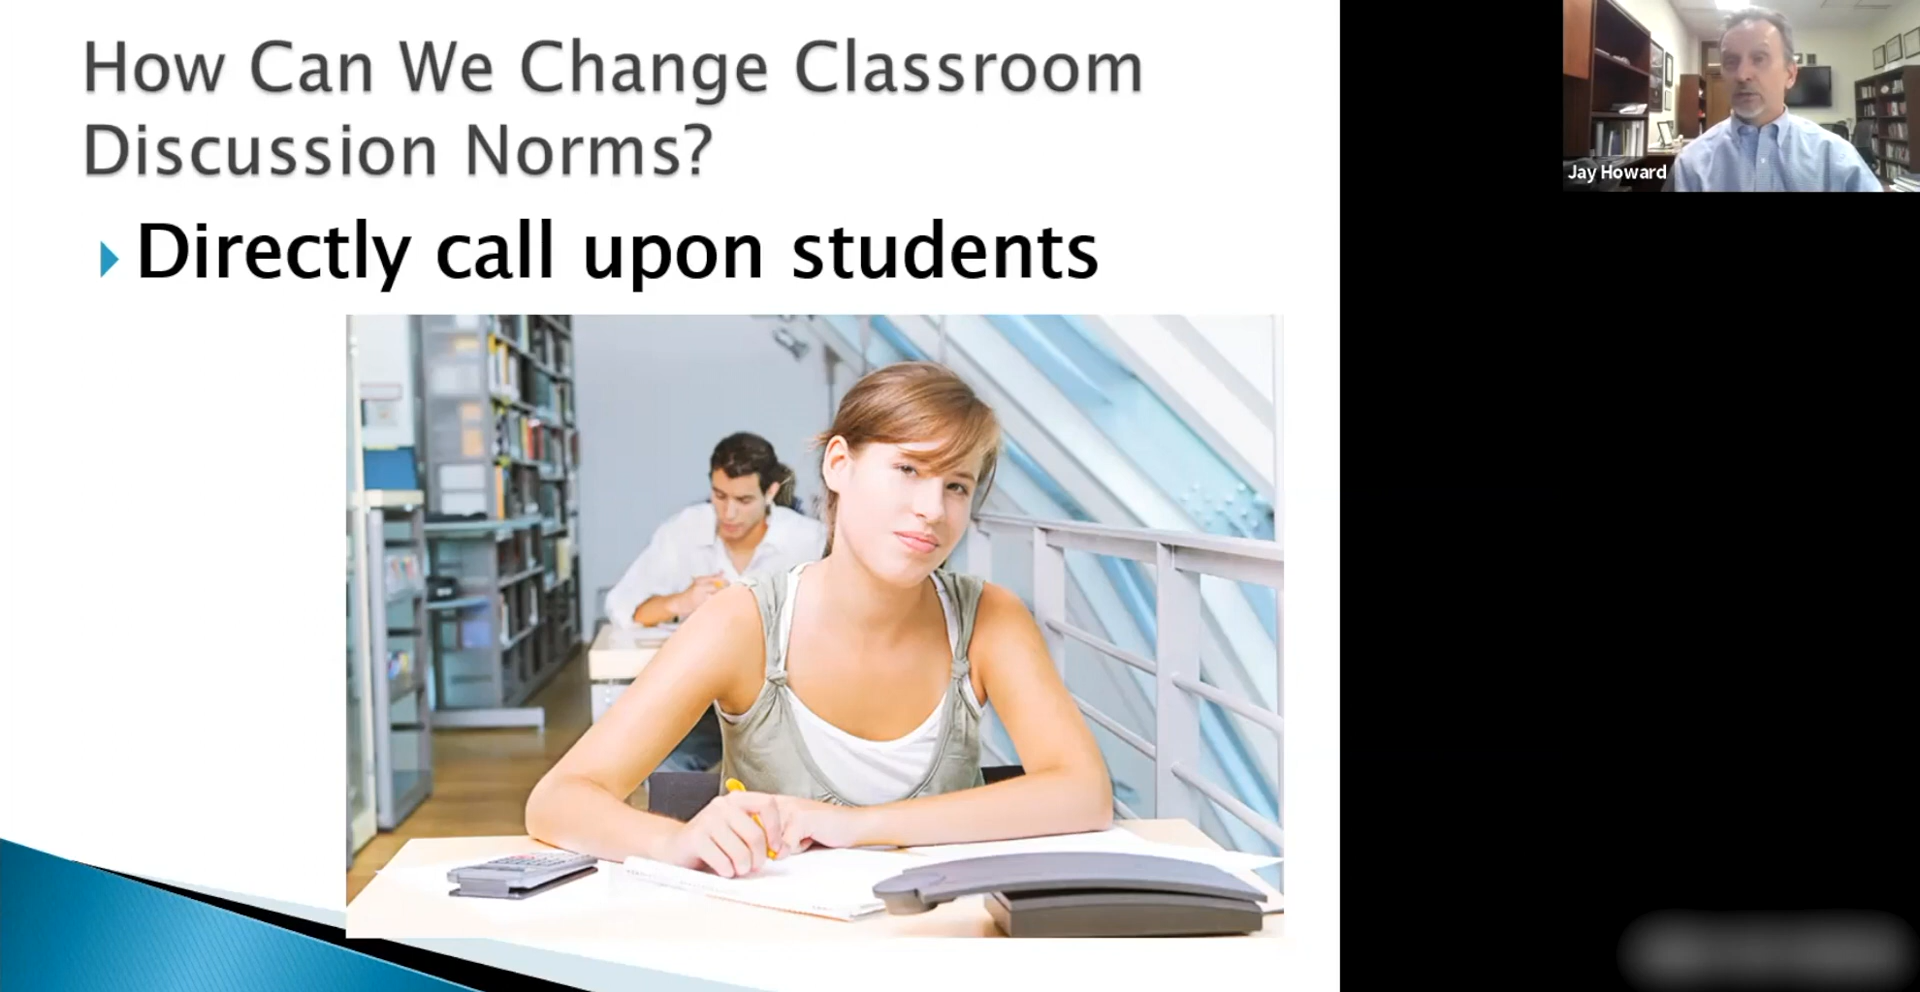 How Can We Change Classroom
Discussion Norms?
Directly call upon students
Jay Howard